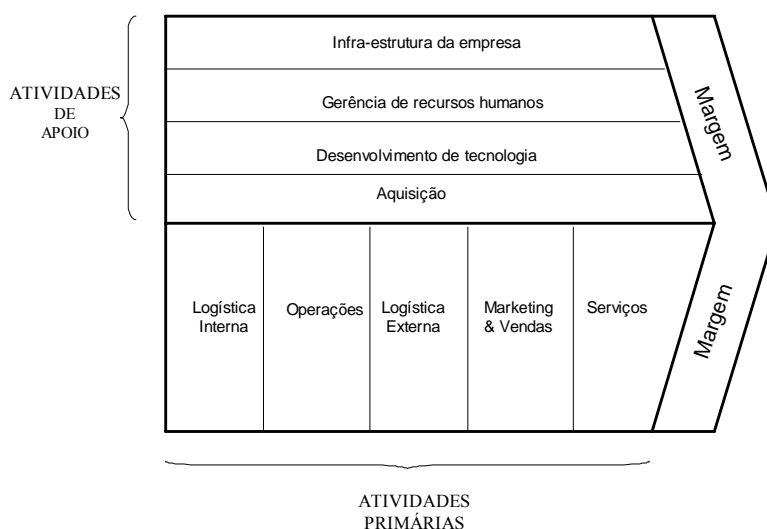 Infra-estrutura da empresa
Gerência de recursos humanos
Desenvolvimento de tecnologia
Aquisição
ATIVIDADES
DE
APOIO
Margem
Logística
Interna
Operações
Logística
Externa
Marketing
& Vendas
Serviços
Margem
ATIVIDADES
PRIMÁRIAS